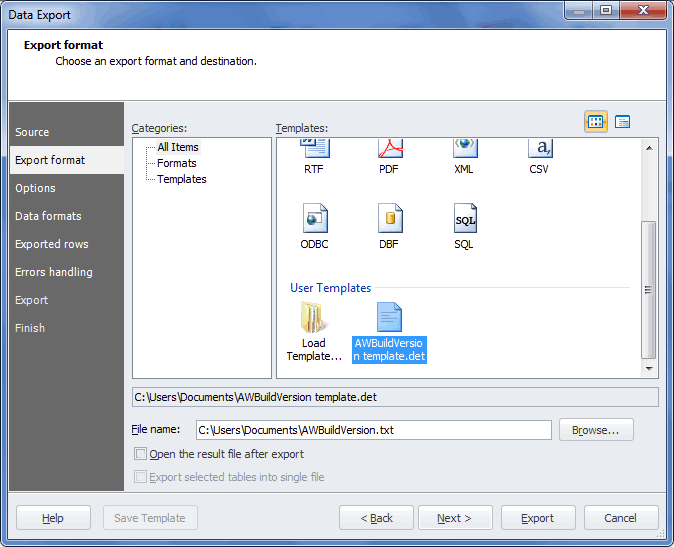 Data Export
Export format
Choose an export format and destination.
Source
Export format
Options
Data formats
Exported rows
Errors handling
Export
Finish
Categories:
All Items
Formats
Templates
Templates:
RTF PDF XML CSV
a,
SQL
ODBC DBF SQL
User Templates
Load
Template...
AWBuildVersio
n template.det
C:\Users\Documents\AWBuildVersion template.det
File name: C:\Users\Documents\AWBuildVersion.txt Browse...
Open the result file after export
Export selected tables into single file
Help Save Template < Back Next > Export Cancel